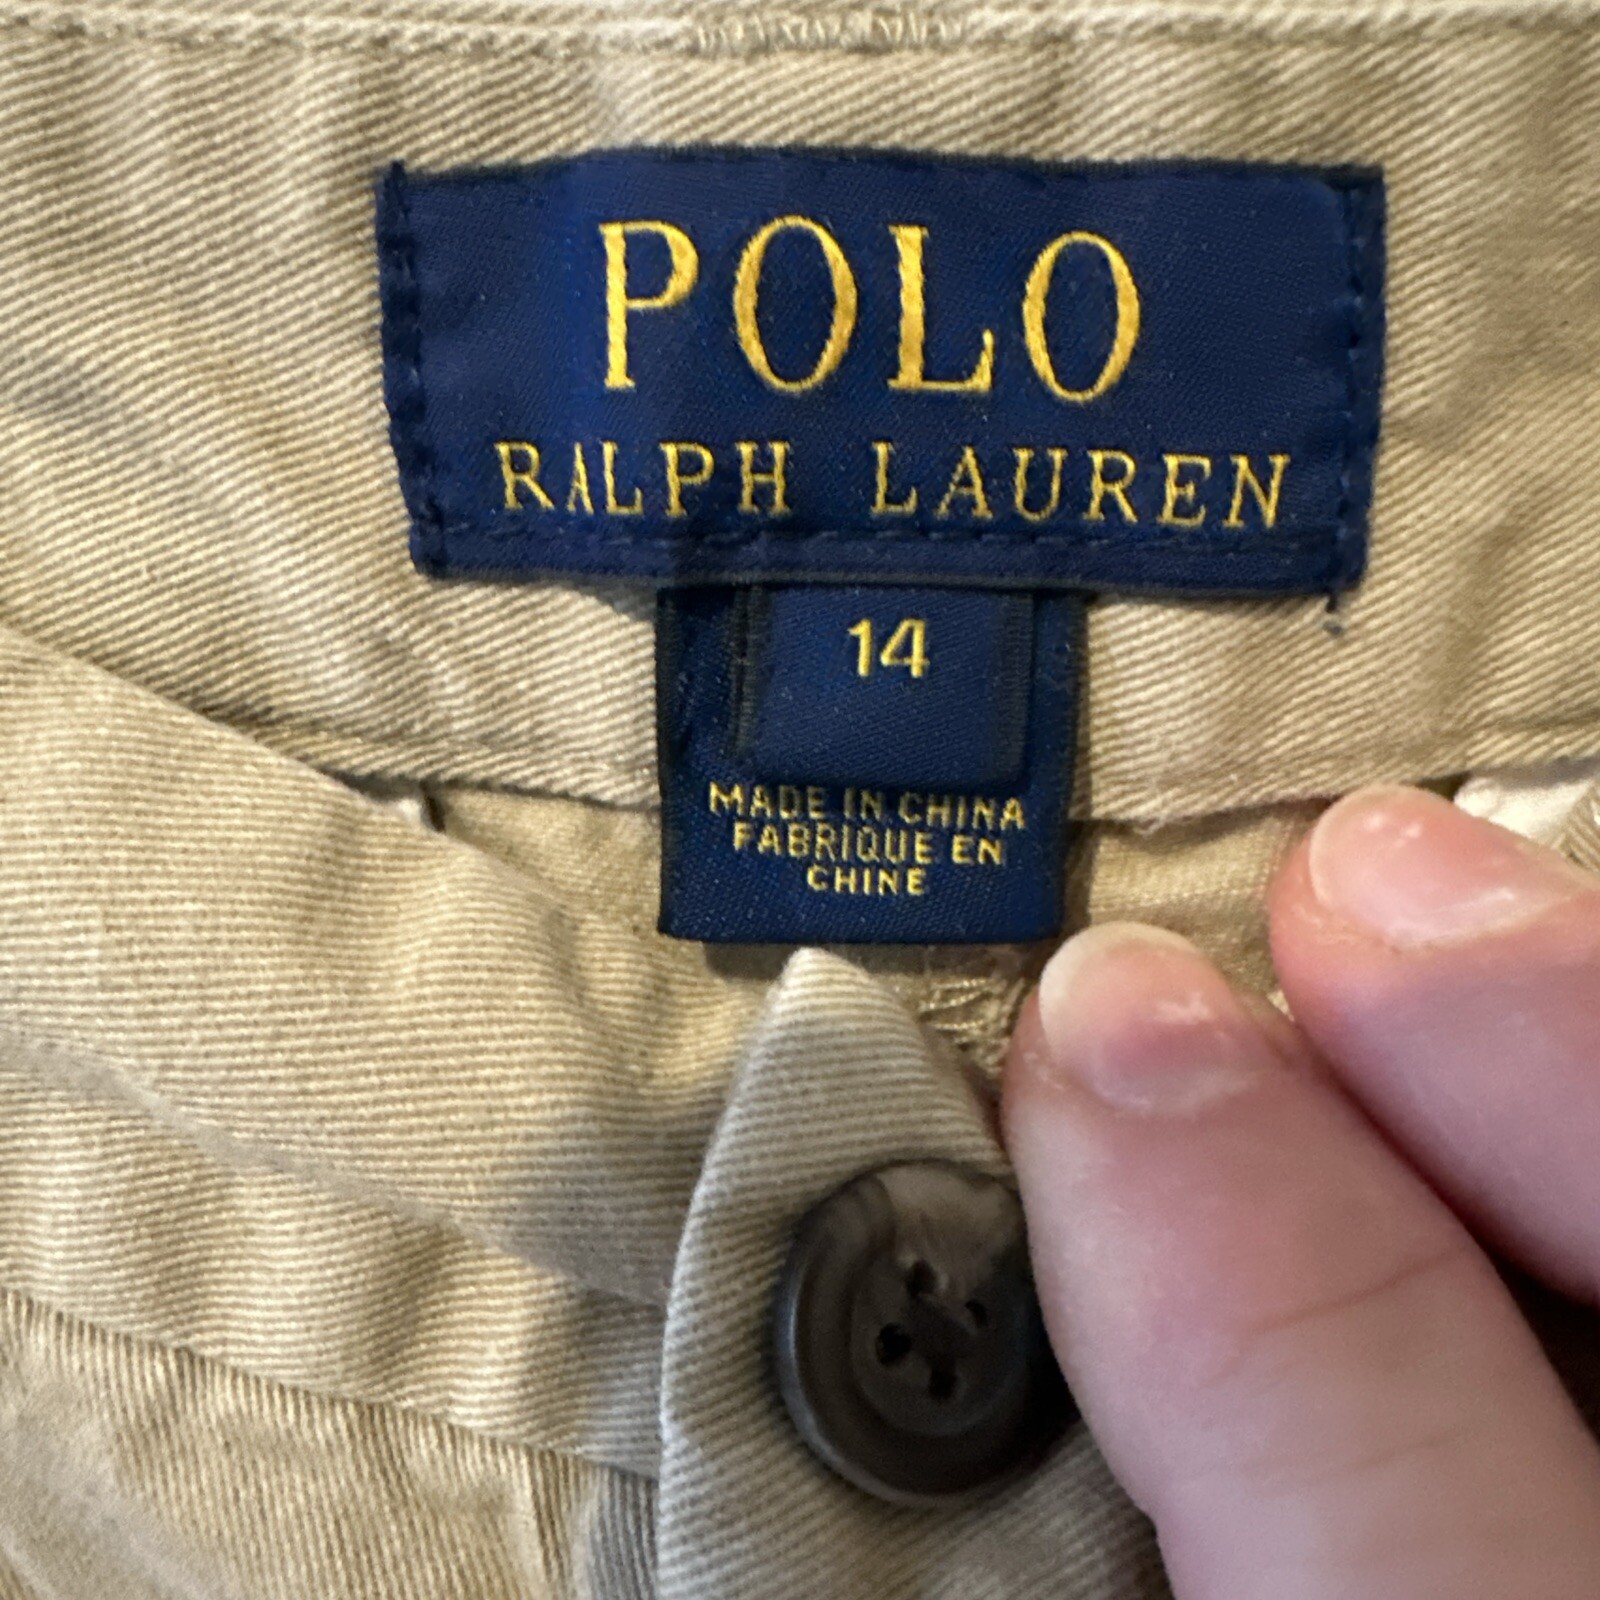 POLO
RALPH LAUREN
14
MADE IN CHINA
FABRIQUE EN
CHINE